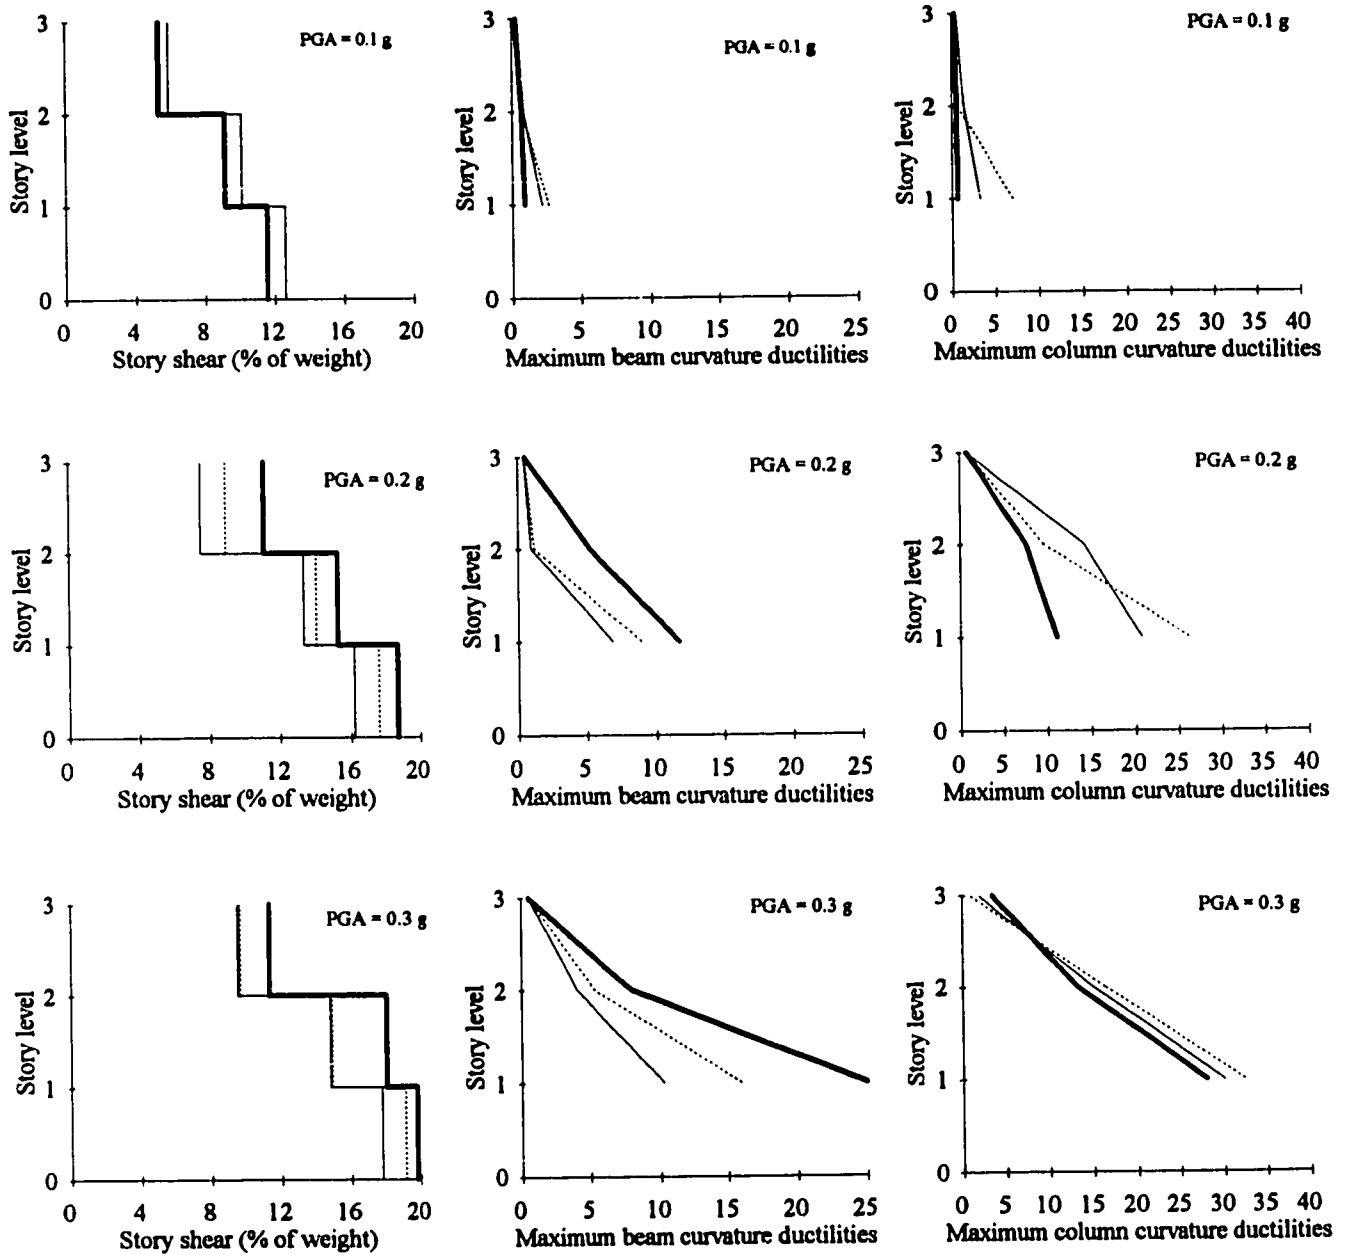 PGA = 0.1 g
3
2
1
0
Story level
0 4 8 12 16 20
Story shear (% of weight)
PGA = 0.1 g
3
2
1
0
Story level
0 5 10 15 20 25
Maximum beam curvature ductilities
PGA = 0.1 g
3
2
1
0
Story level
0 5 10 15 20 25 30 35 40
Maximum column curvature ductilities
PGA = 0.2 g
3
2
1
0
Story level
0 4 8 12 16 20
Story shear (% of weight)
PGA = 0.2 g
3
2
1
0
Story level
0 5 10 15 20 25
Maximum beam curvature ductilities
PGA = 0.2 g
3
2
1
0
Story level
0 5 10 15 20 25 30 35 40
Maximum column curvature ductilities
PGA = 0.3 g
3
2
1
0
Story level
0 4 8 12 16 20
Story shear (% of weight)
PGA = 0.3 g
3
2
1
0
Story level
0 5 10 15 20 25
Maximum beam curvature ductilities
PGA = 0.3 g
3
2
1
0
Story level
0 5 10 15 20 25 30 35 40
Maximum column curvature ductilities